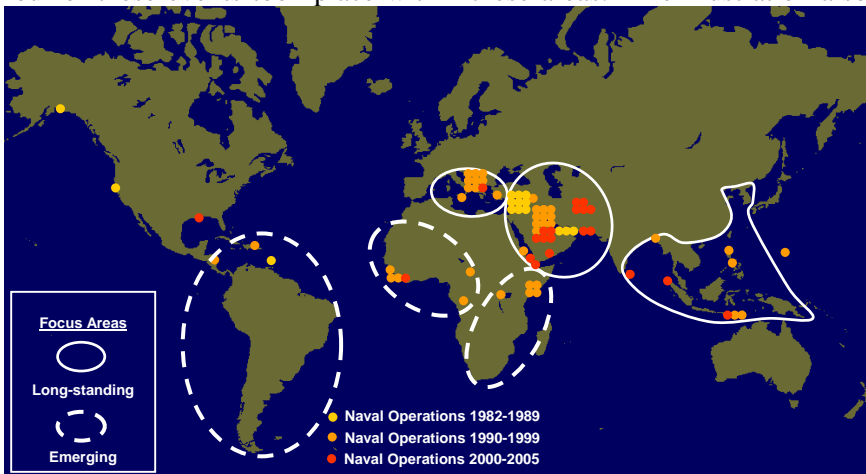 Focus Areas
Long-standing
Emerging
Naval Operations 1982-1989
Naval Operations 1990-1999
Naval Operations 2000-2005